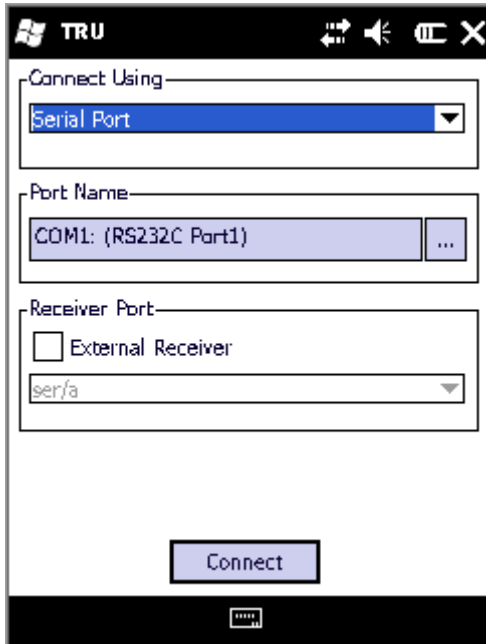 TRU
Connect Using
Serial Port
Port Name
COM1: (RS232C Port1)
...
Receiver Port
External Receiver
ser/a
Connect